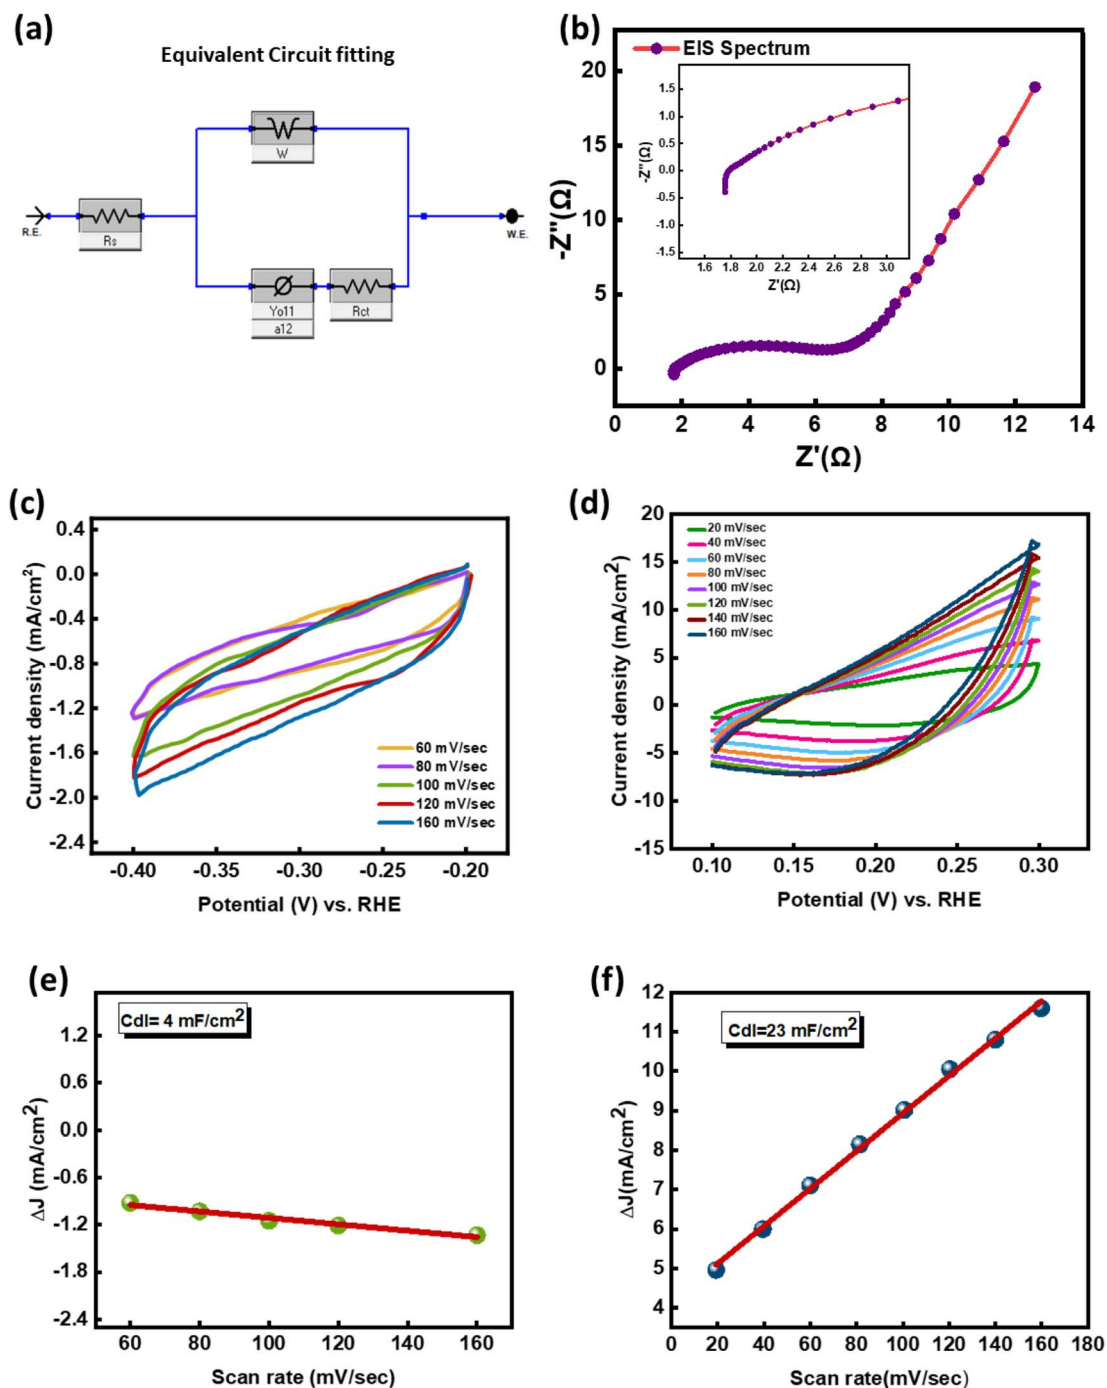 (a)
Equivalent Circuit fitting
W
R.E.
Rs
W.E.
Yo11
a12
Rct
(b)
EIS Spectrum
-Z"(Ω)
20
15
10
5
0
0 2 4 6 8 10 12 14
Z'(Ω)
-Z"(Ω)
1.5
1.0
0.5
0.0
-0.5
-1.0
-1.5
1.6 1.8 2.0 2.2 2.4 2.6 2.8 3.0
Z'(Ω)
(c)
Current density (mA/cm2)
0.4
0.0
-0.4
-0.8
-1.2
-1.6
-2.0
-2.4
60 mV/sec
80 mV/sec
100 mV/sec
120 mV/sec
160 mV/sec
-0.40 -0.35 -0.30 -0.25 -0.20
Potential (V) vs. RHE
(d)
Current density (mA/cm2)
20
15
10
5
0
-5
-10
-15
20 mV/sec
40 mV/sec
60 mV/sec
80 mV/sec
100 mV/sec
120 mV/sec
140 mV/sec
160 mV/sec
0.10 0.15 0.20 0.25 0.30
Potential (V) vs. RHE
(e)
Cdl= 4 mF/cm2
ΔJ (mA/cm2)
1.2
0.6
0.0
-0.6
-1.2
-1.8
-2.4
60 80 100 120 140 160
Scan rate (mV/sec)
(f)
Cdl=23 mF/cm2
ΔJ(mA/cm2)
12
11
10
9
8
7
6
5
4
0 20 40 60 80 100 120 140 160 180
Scan rate(mV/sec)